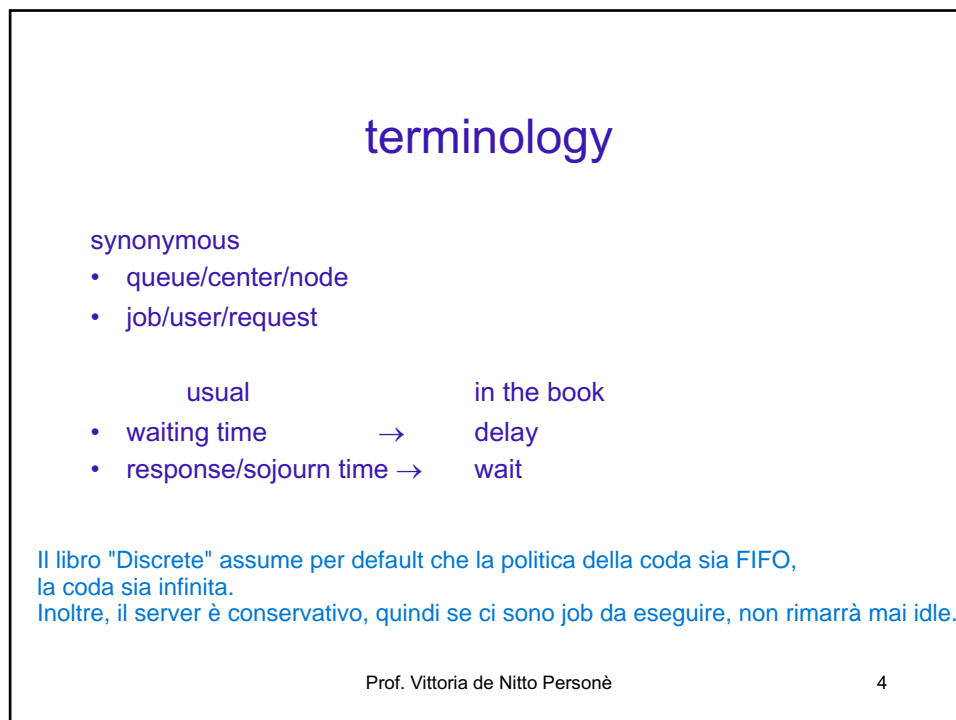 terminology
synonymous
• queue/center/node
• job/user/request
usual in the book
• waiting time → delay
• response/sojourn time → wait
Il libro "Discrete" assume per default che la politica della coda sia FIFO,
la coda sia infinita.
Inoltre, il server è conservativo, quindi se ci sono job da eseguire, non rimarrà mai idle.
Prof. Vittoria de Nitto Personè 4